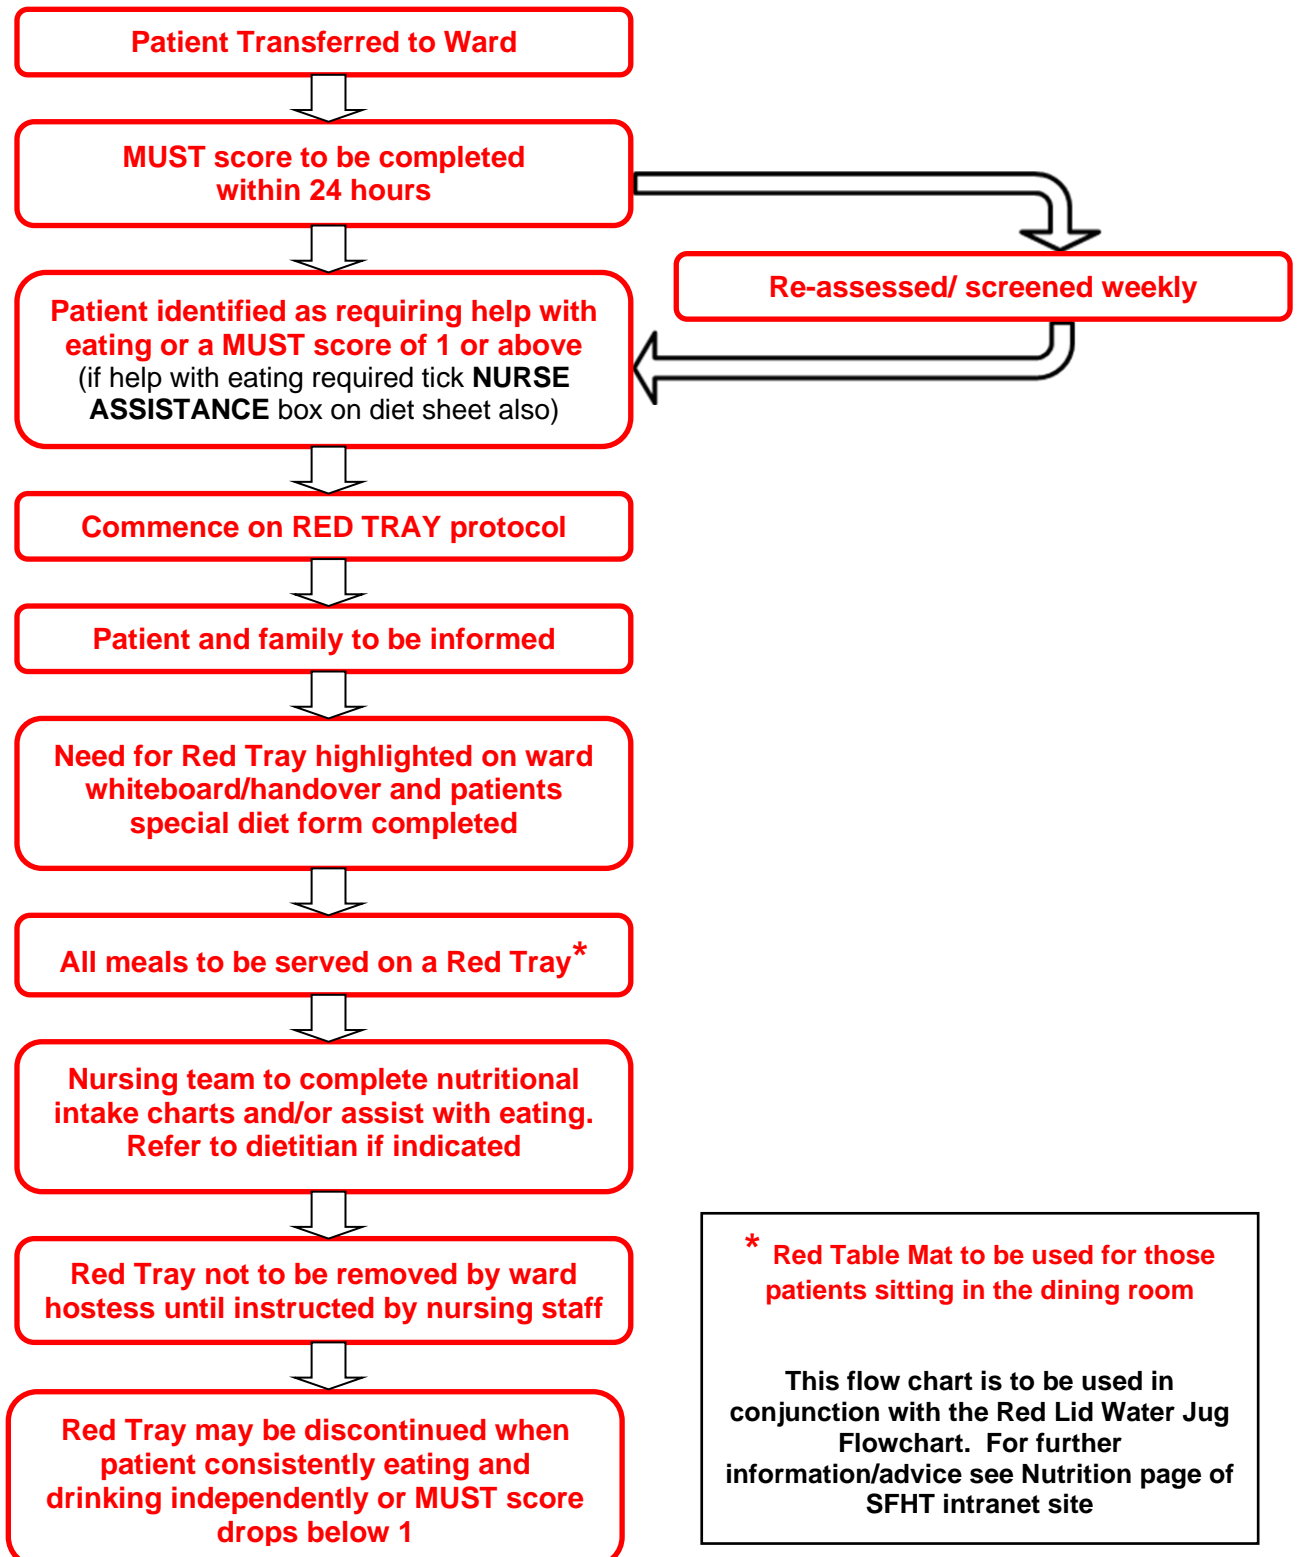 Patient Transferred to Ward
MUST score to be completed
within 24 hours
Re-assessed/ screened weekly
Patient identified as requiring help with
eating or a MUST score of 1 or above
(if help with eating required tick NURSE
ASSISTANCE box on diet sheet also)
Commence on RED TRAY protocol
Patient and family to be informed
Need for Red Tray highlighted on ward
whiteboard/handover and patients
special diet form completed
All meals to be served on a Red Tray*
Nursing team to complete nutritional
intake charts and/or assist with eating.
Refer to dietitian if indicated
Red Tray not to be removed by ward
hostess until instructed by nursing staff
Red Tray may be discontinued when
patient consistently eating and
drinking independently or MUST score
drops below 1
* Red Table Mat to be used for those
patients sitting in the dining room
This flow chart is to be used in
conjunction with the Red Lid Water Jug
Flowchart. For further
information/advice see Nutrition page of
SFHT intranet site